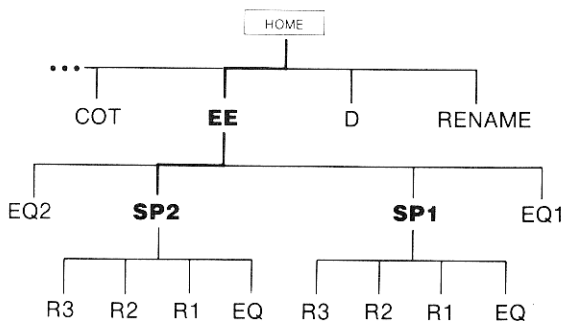 HOME
... COT EE D RENAME
EQ2 SP2 SP1 EQ1
R3 R2 R1 EQ R3 R2 R1 EQ